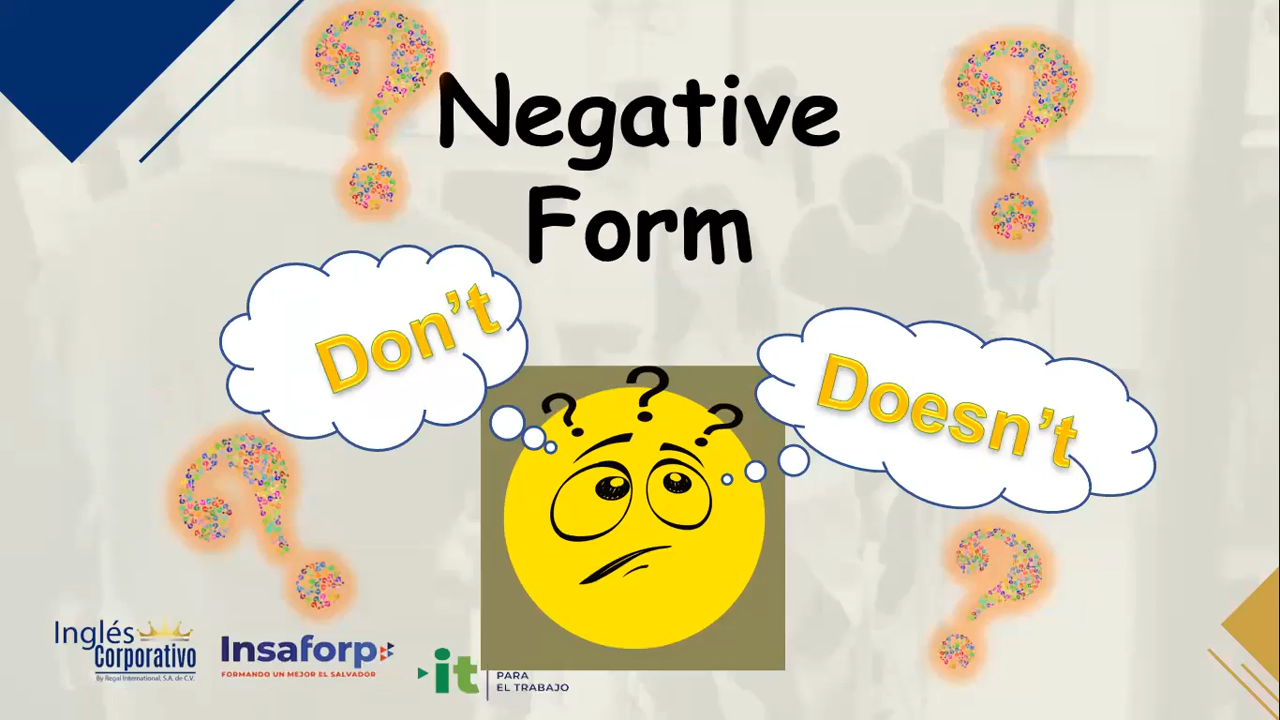 Negative
Form
Don't
Doesn't
? ? ?
Inglés
Corporativo
By Regal International, S.A. de C.V.
Insaforp
FORMANDO UN MEJOR EL SALVADOR
it
PARA
EL TRABAJO